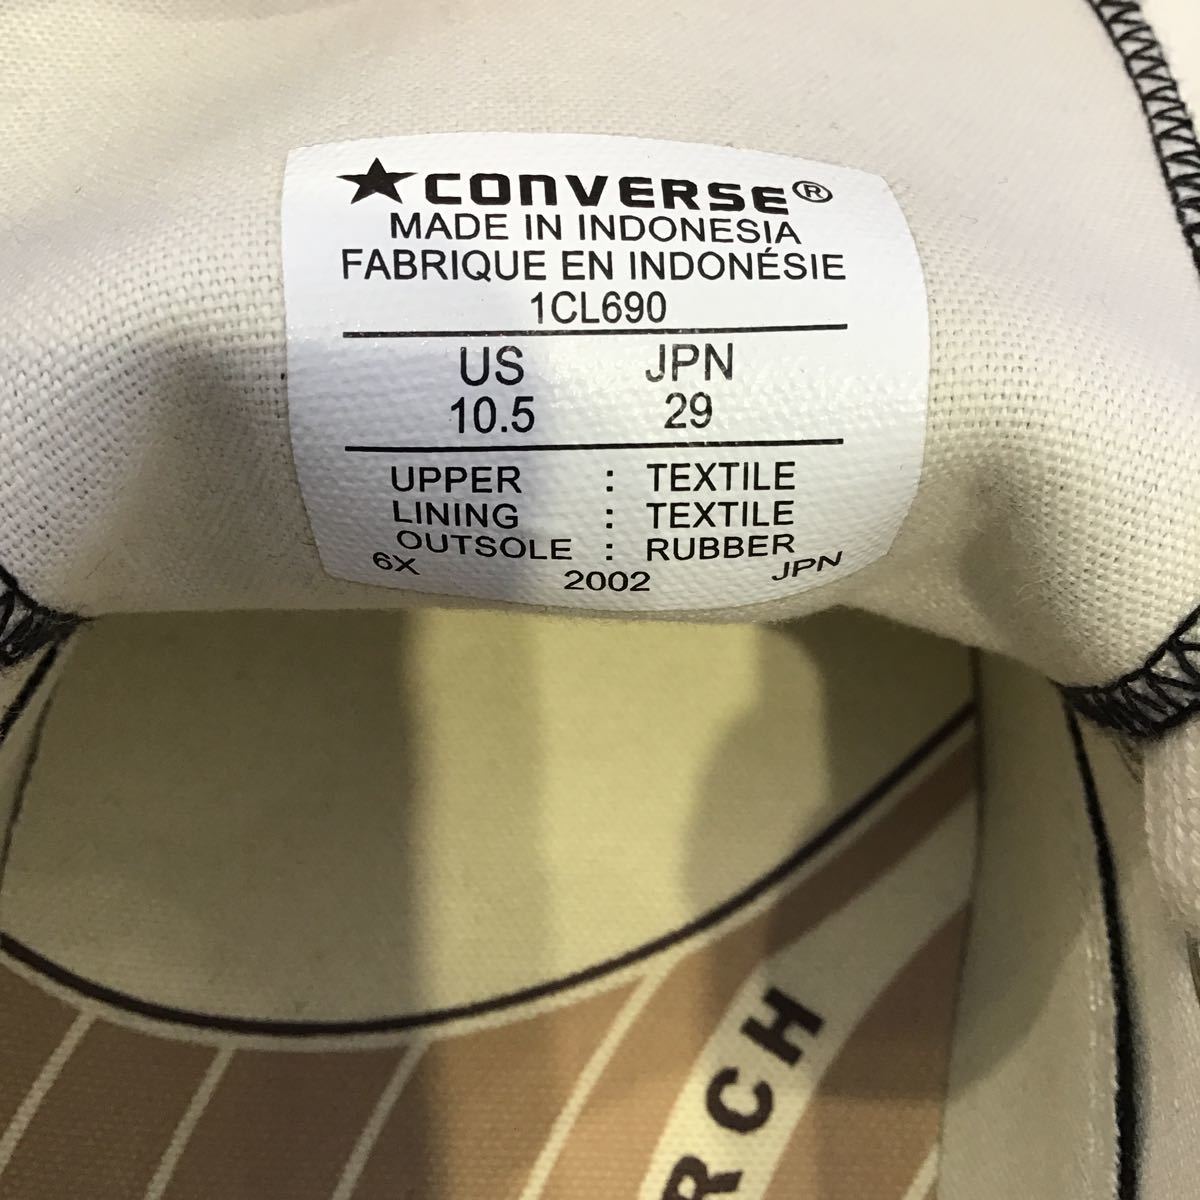 ★CONVERSE®
MADE IN INDONESIA
FABRIQUE EN INDONÉSIE
1CL690
US JPN
10.5 29
UPPER : TEXTILE
LINING : TEXTILE
OUTSOLE : RUBBER
6X 2002 JPN
RCH